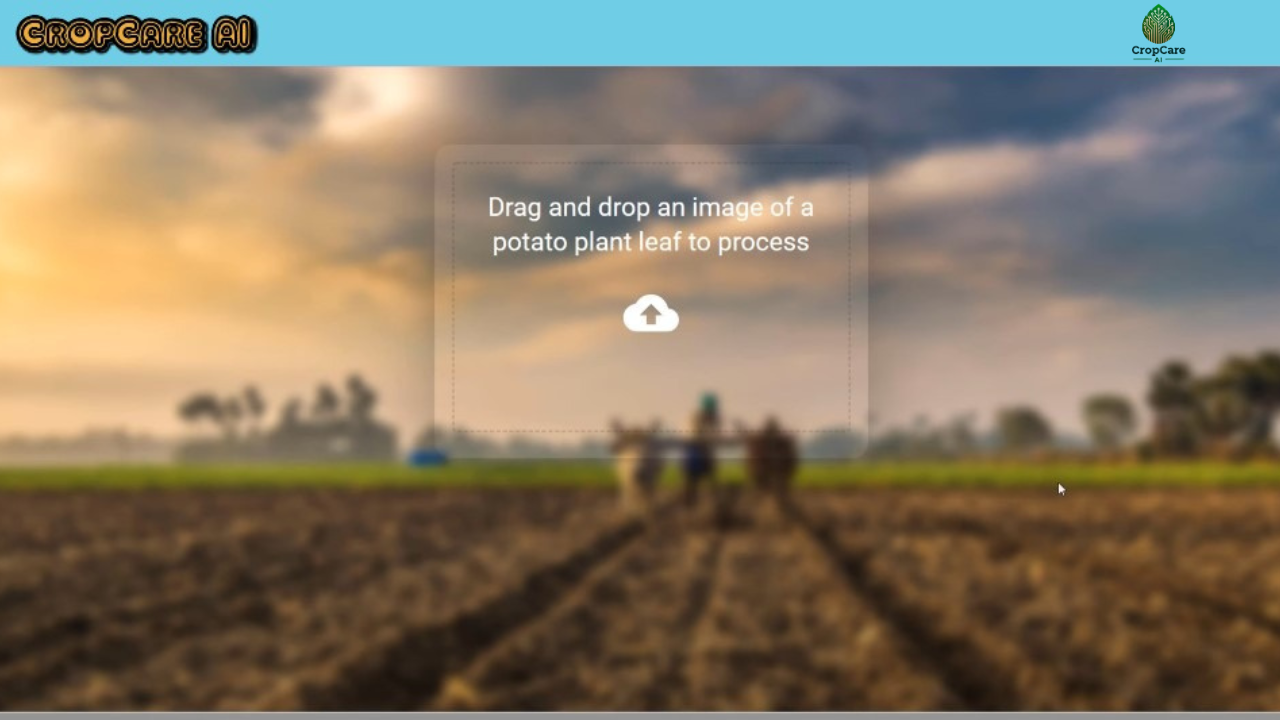 CROPCARE AI
CropCare
AI
Drag and drop an image of a
potato plant leaf to process